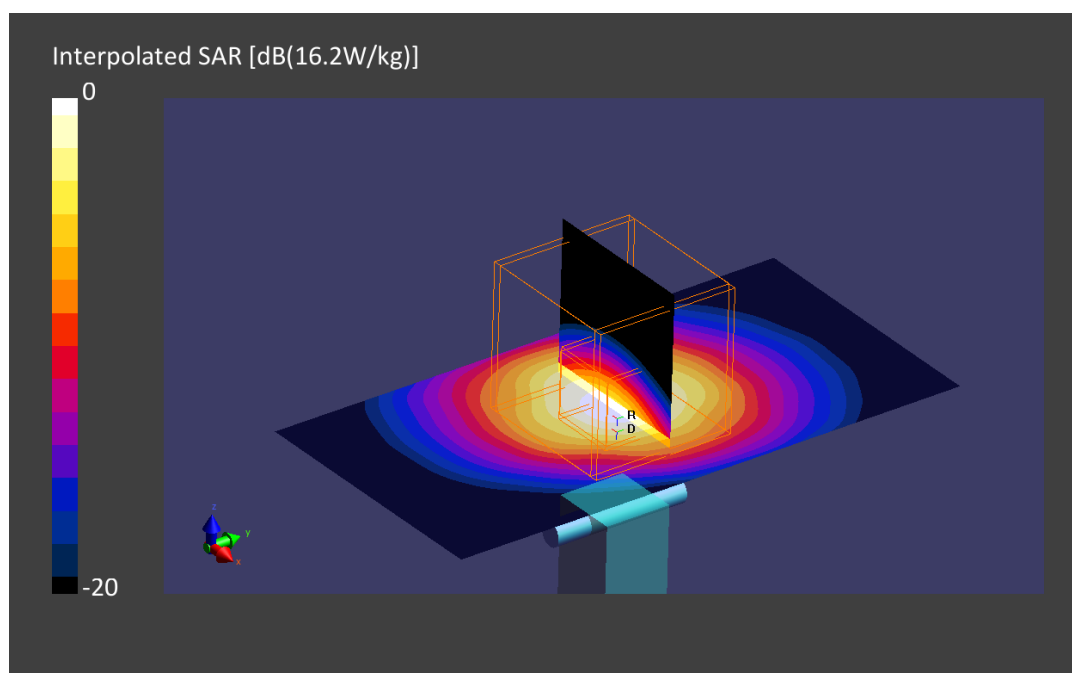 Interpolated SAR [dB(16.2W/kg)]
0
R
D
z
y
x
-20